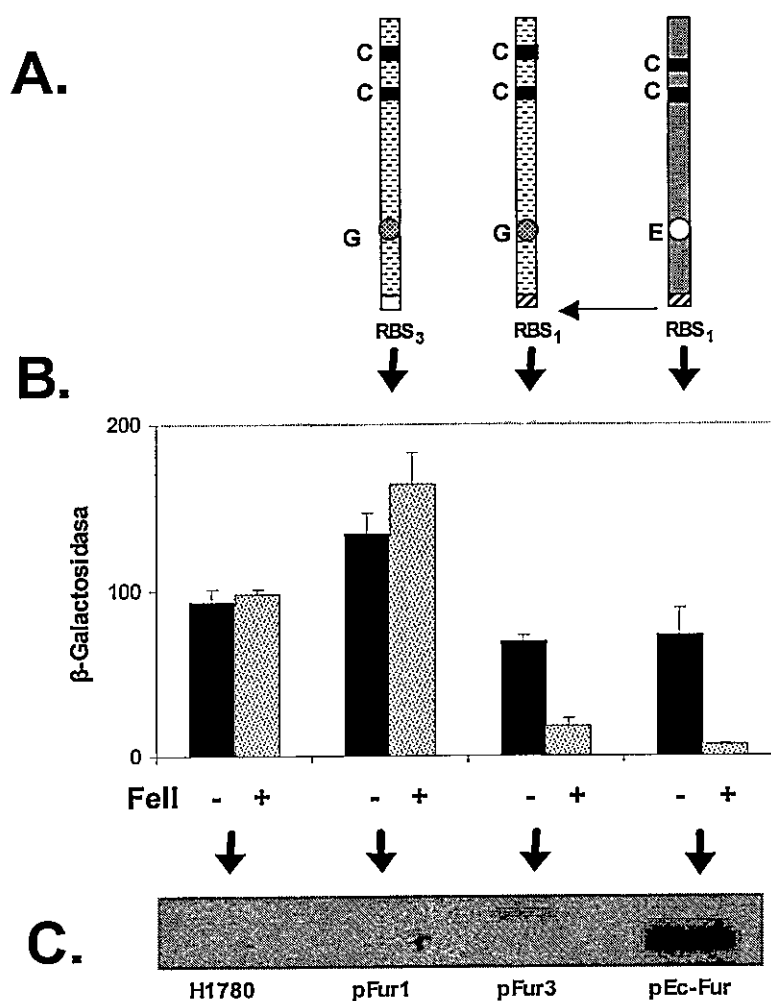 A.
C C C
C C C
G G E
RBS3 RBS1 RBS1
B.
200
100
0
β-Galactosidasa
FeII - + - + - + - +
C.
H1780 pFur1 pFur3 pEc-Fur